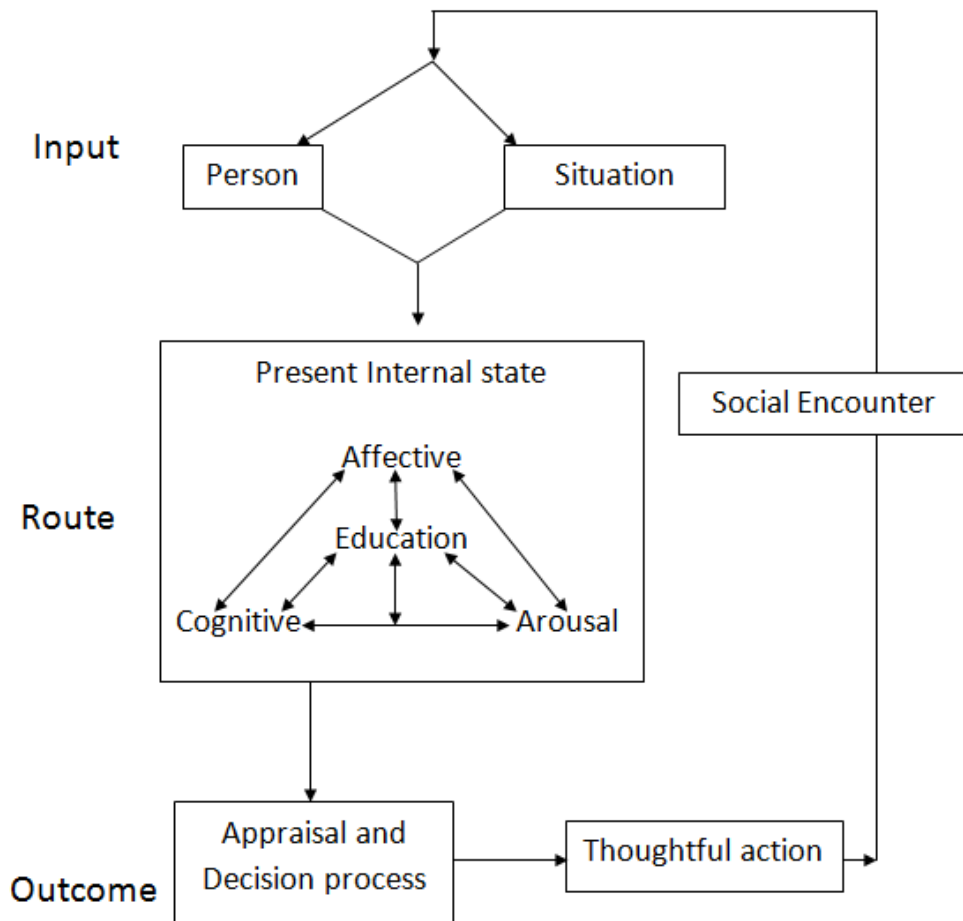 Input
Person
Situation
Present Internal state
Social Encounter
Affective
Route
Education
Cognitive
Arousal
Appraisal and
Decision process
Thoughtful action
Outcome